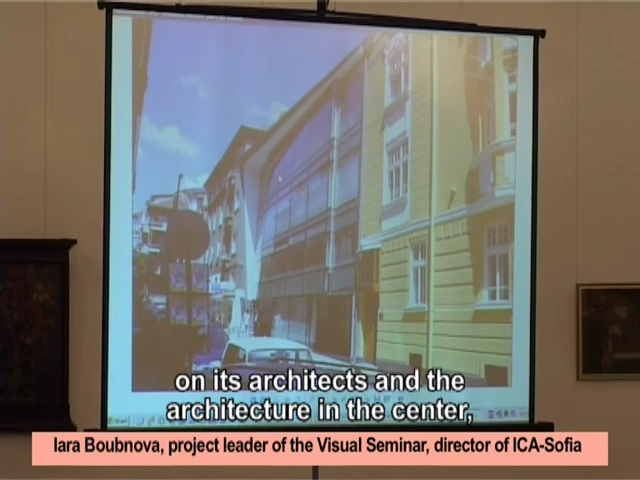 on its architects and the
architecture in the center,
Iara Boubnova, project leader of the Visual Seminar, director of ICA-Sofia